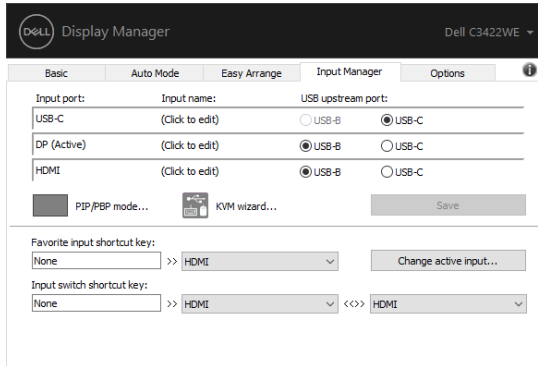 DELL Display Manager Dell C3422WE
Basic Auto Mode Easy Arrange Input Manager Options
Input port: Input name: USB upstream port:
USB-C (Click to edit) USB-B USB-C
DP (Active) (Click to edit) USB-B USB-C
HDMI (Click to edit) USB-B USB-C
PIP/PBP mode... KVM wizard... Save
Favorite input shortcut key:
None >> HDMI Change active input...
Input switch shortcut key:
None >> HDMI <<>> HDMI